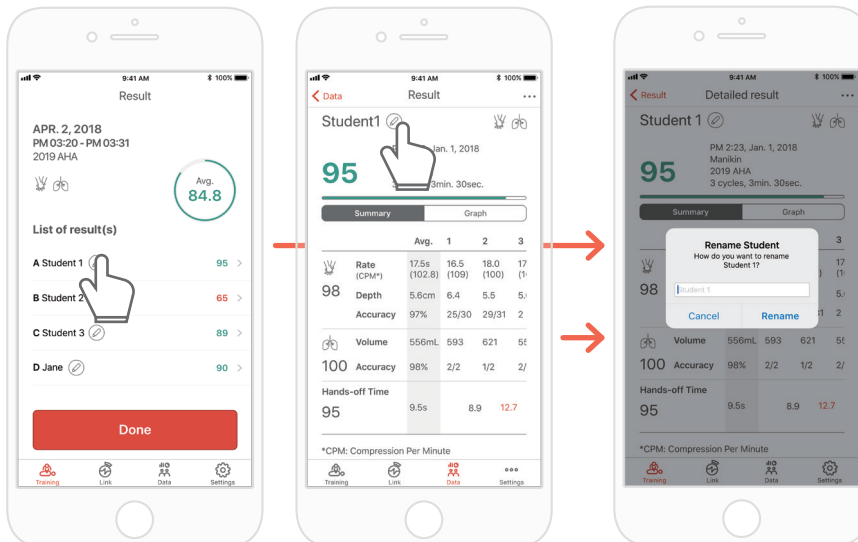 9:41 AM
100%
Result
APR. 2, 2018
PM 03:20 - PM 03:31
2019 AHA
Avg.
84.8
List of result(s)
A Student 1
95
B Student 2
65
C Student 3
89
D Jane
90
Done
Training
Link
Data
Settings
9:41 AM
100%
Data
Result
Student1
an. 1, 2018
95
3min. 30sec.
Summary
Graph
Avg. 1 2 3
Rate 17.5s 16.5 18.0 17
(CPM*) (102.8) (109) (100)
98
Depth 5.6cm 6.4 5.5
Accuracy 97% 25/30 29/31 2
Volume 556mL 593 621
100
Accuracy 98% 2/2 1/2 2/
Hands-off Time
95
9.5s 8.9 12.7
*CPM: Compression Per Minute
Training
Link
Data
Settings
9:41 AM
100%
Result
Detailed result
Student 1
PM 2:23, Jan. 1, 2018
Manikin
95
2019 AHA
3 cycles, 3min. 30sec.
Summary
Graph
3
Rename Student
How do you want to rename
Student 1?
Student 1
Cancel
Rename
17
98
2
Volume 556mL 593 621
100
Accuracy 98% 2/2 1/2 2/
Hands-off Time
95
9.5s 8.9 12.7
*CPM: Compression Per Minute
Training
Link
Data
Settings